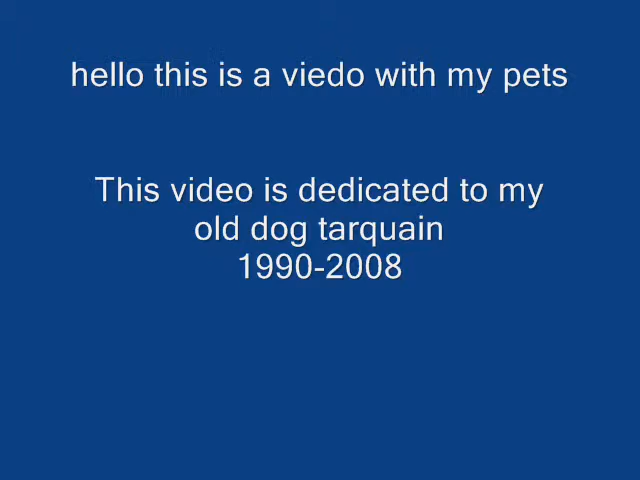 hello this is a viedo with my pets
This video is dedicated to my
old dog tarquain
1990-2008